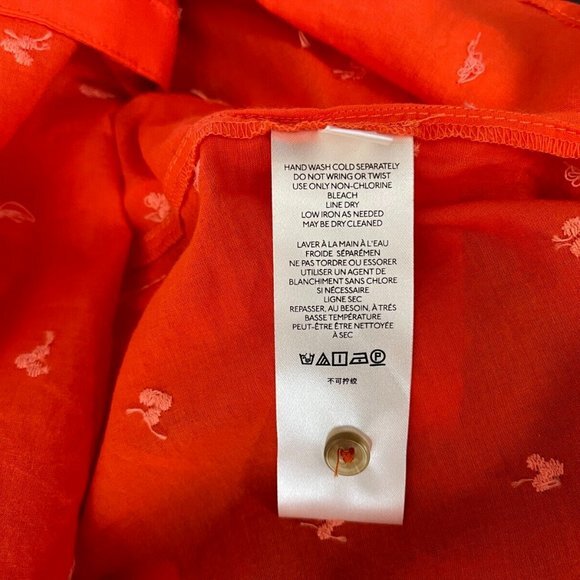 HAND WASH COLD SEPARATELY
DO NOT WRING OR TWIST
USE ONLY NON-CHLORINE
BLEACH
LINE DRY
LOW IRON AS NEEDED
MAY BE DRY CLEANED
LAVER À LA MAIN À L'EAU
FROIDE SÉPARÉMEN
NE PAS TORDRE OU ESSORER
UTILISER UN AGENT DE
BLANCHIMENT SANS CHLORE
SI NÉCESSAIRE
LIGNE SEC
REPASSER, AU BESOIN, À TRÉS
BASSE TEMPÉRATURE
PEUT-ÊTRE ÊTRE NETTOYÉE
À SEC
不可拧绞